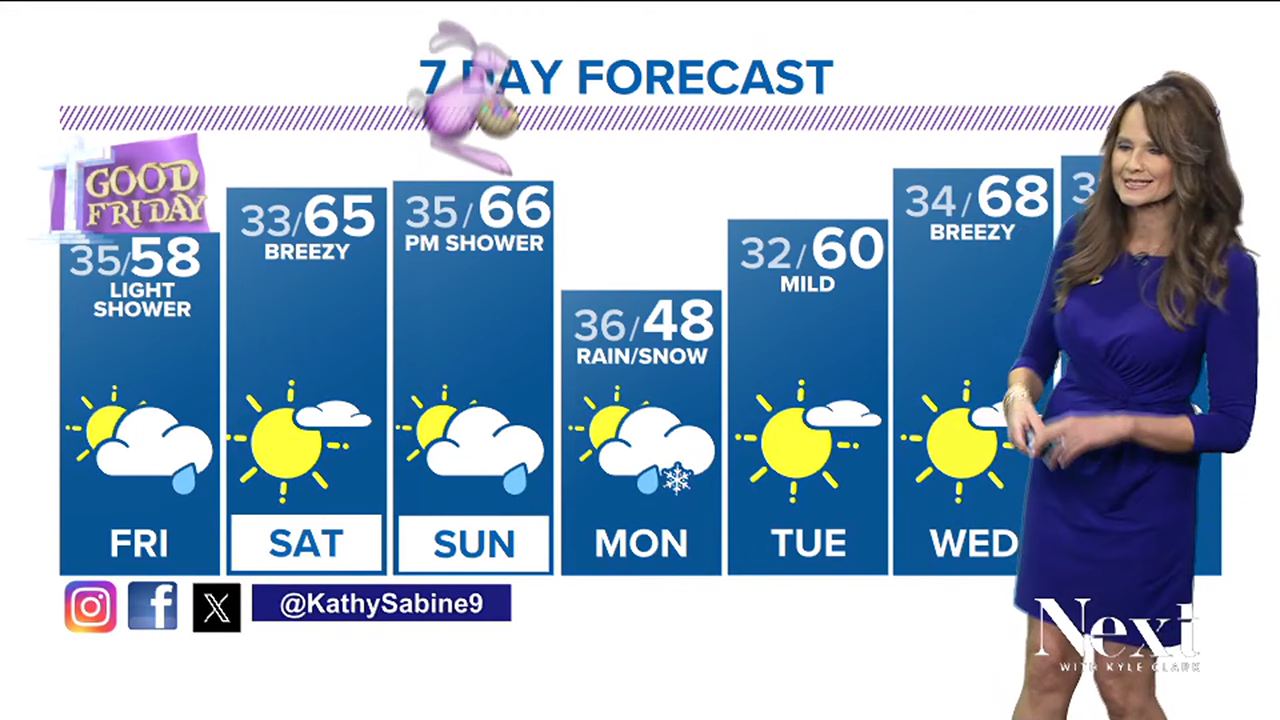 7 DAY FORECAST
GOOD
FRIDAY
35/58
LIGHT
SHOWER
FRI
33/65
BREEZY
SAT
35/66
PM SHOWER
SUN
36/48
RAIN/SNOW
MON
32/60
MILD
TUE
34/68
BREEZY
WED
3
@KathySabine9
Next
WITH KYLE CLARK